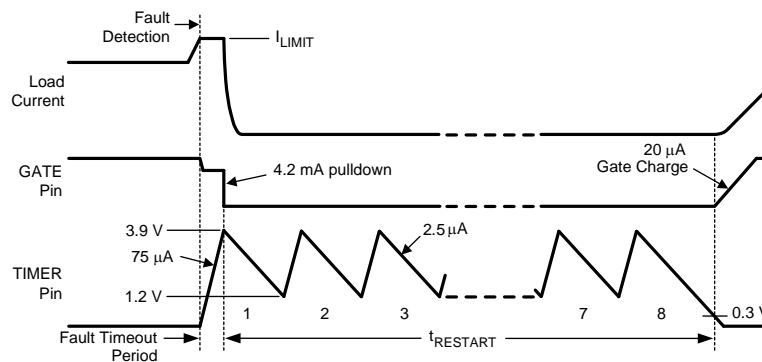 Fault
Detection
I_LIMIT
Load
Current
20 μA
Gate Charge
GATE
Pin
4.2 mA pulldown
3.9 V
2.5 μA
75 μA
TIMER
Pin
1.2 V
1 2 3 7 8
0.3 V
Fault Timeout
Period
t_RESTART